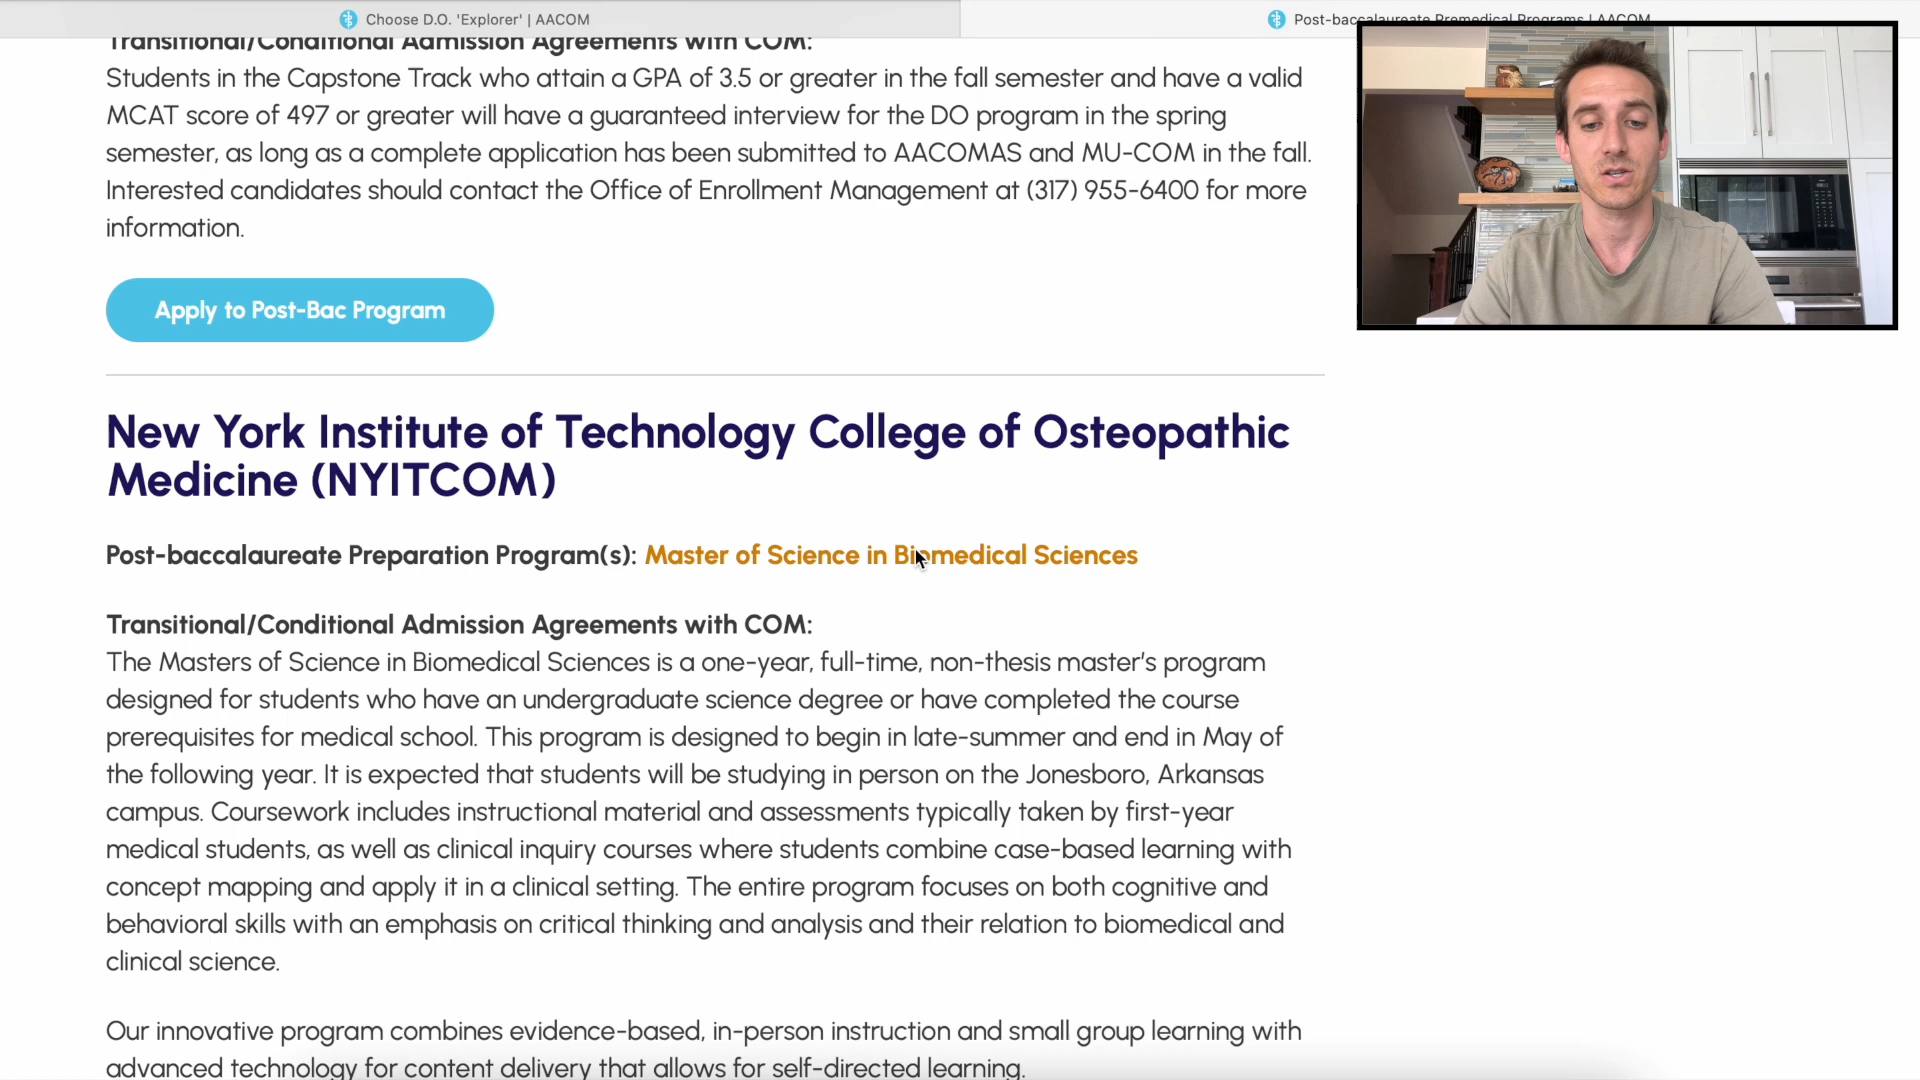 Choose D.O. 'Explorer' | AACOM
Post-baccalaureate Premedical Programs | AACOM
Transitional/Conditional Admission Agreements with COM:
Students in the Capstone Track who attain a GPA of 3.5 or greater in the fall semester and have a valid
MCAT score of 497 or greater will have a guaranteed interview for the DO program in the spring
semester, as long as a complete application has been submitted to AACOMAS and MU-COM in the fall.
Interested candidates should contact the Office of Enrollment Management at (317) 955-6400 for more
information.
Apply to Post-Bac Program
New York Institute of Technology College of Osteopathic
Medicine (NYITCOM)
Post-baccalaureate Preparation Program(s): Master of Science in Biomedical Sciences
Transitional/Conditional Admission Agreements with COM:
The Masters of Science in Biomedical Sciences is a one-year, full-time, non-thesis master's program
designed for students who have an undergraduate science degree or have completed the course
prerequisites for medical school. This program is designed to begin in late-summer and end in May of
the following year. It is expected that students will be studying in person on the Jonesboro, Arkansas
campus. Coursework includes instructional material and assessments typically taken by first-year
medical students, as well as clinical inquiry courses where students combine case-based learning with
concept mapping and apply it in a clinical setting. The entire program focuses on both cognitive and
behavioral skills with an emphasis on critical thinking and analysis and their relation to biomedical and
clinical science.
Our innovative program combines evidence-based, in-person instruction and small group learning with
advanced technology for content delivery that allows for self-directed learning.